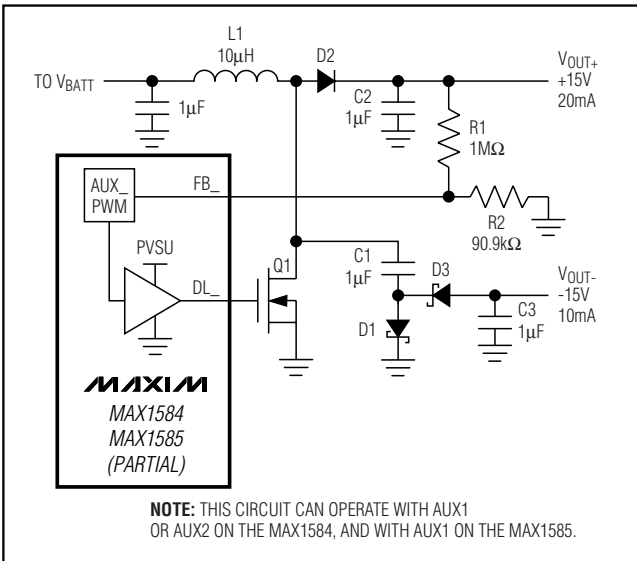 L1
10µH
D2
VOUT+
+15V
20mA
TO VBATT
1µF
C2
1µF
R1
1MΩ
AUX_
PWM
FB_
R2
90.9kΩ
PVSU
DL_
Q1
C1
1µF
D3
VOUT-
-15V
10mA
D1
C3
1µF
MAXIM
MAX1584
MAX1585
(PARTIAL)
NOTE: THIS CIRCUIT CAN OPERATE WITH AUX1
OR AUX2 ON THE MAX1584, AND WITH AUX1 ON THE MAX1585.